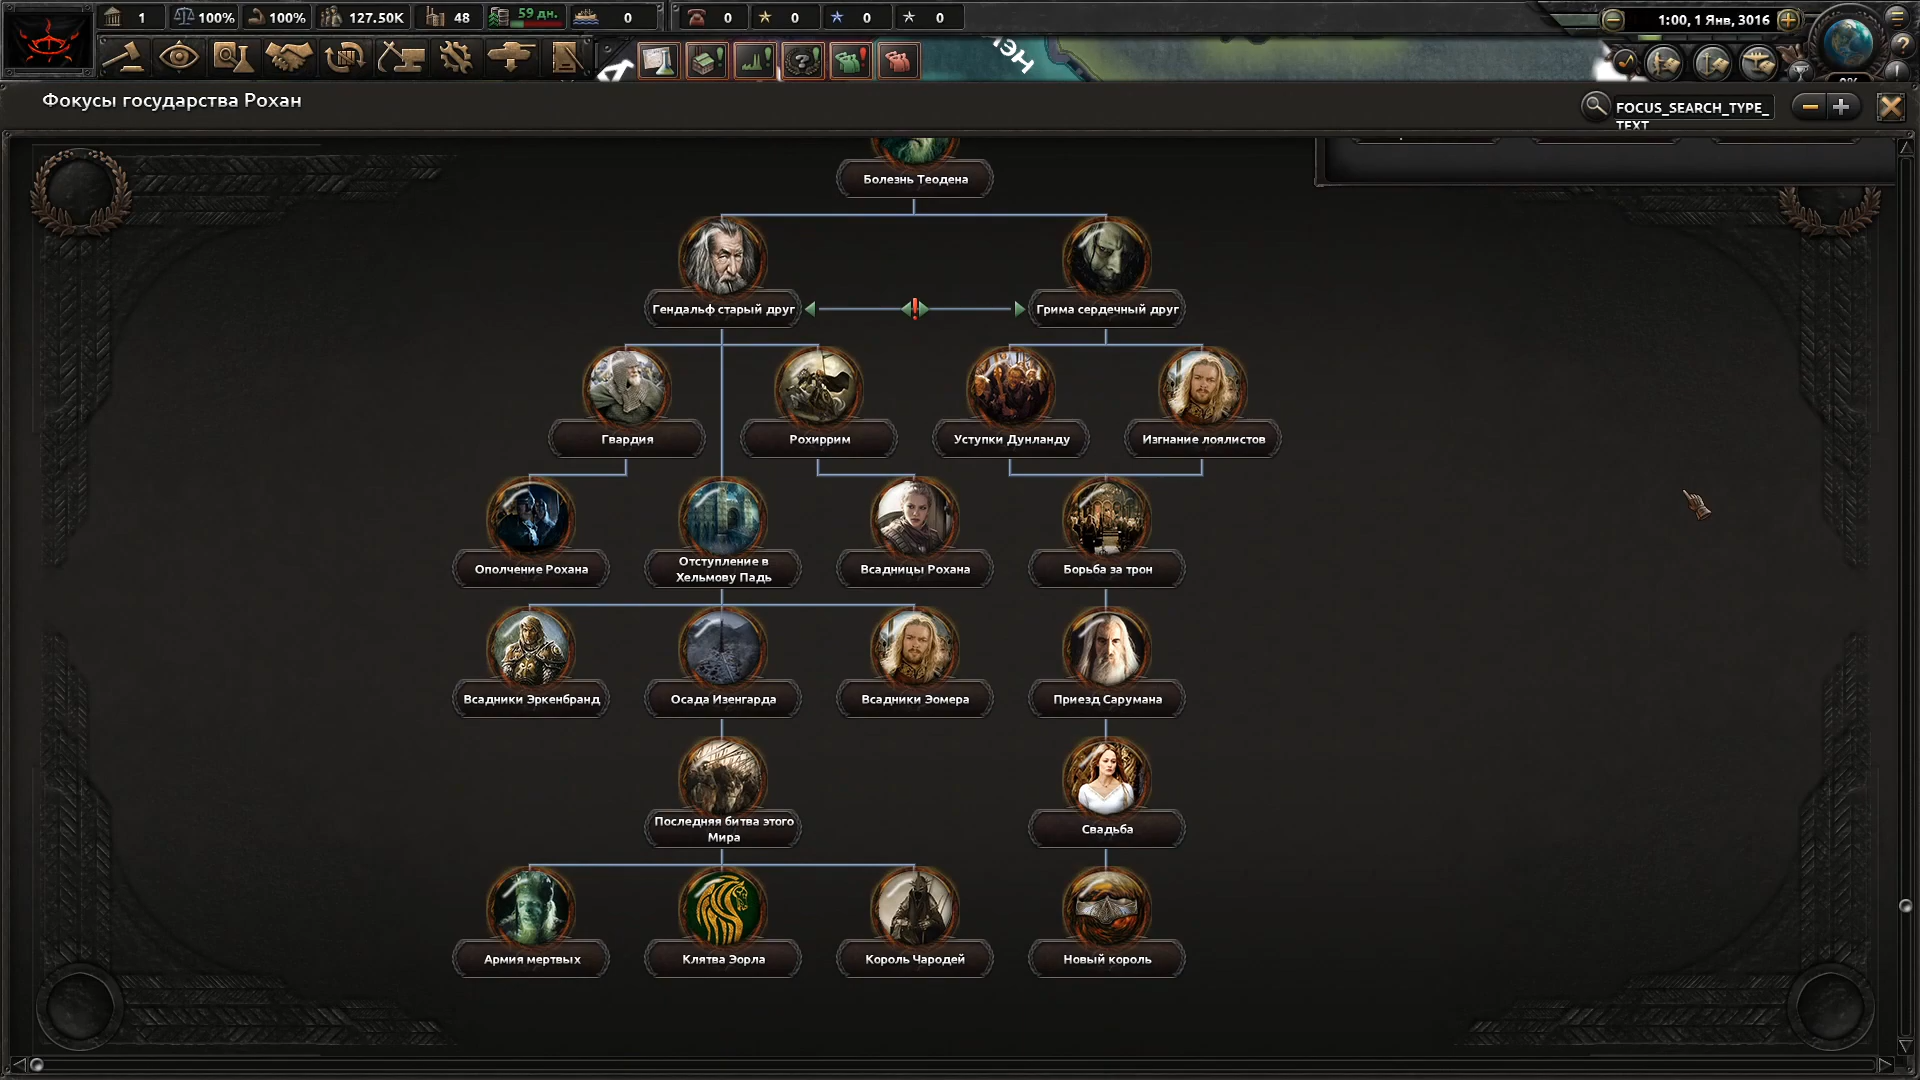 1
100%
100%
127.50K
48
59 дн.
0
0
0
0
0
1:00, 1 Янв, 3016
Фокусы государства Рохан
FOCUS_SEARCH_TYPE_
TEXT
Болезнь Теодена
Гендальф старый друг
Грима сердечный друг
Гвардия
Рохиррим
Уступки Дунланду
Изгнание лоялистов
Ополчение Рохана
Отступление в
Хельмову Падь
Всадницы Рохана
Борьба за трон
Всадники Эркенбранд
Осада Изенгарда
Всадники Эомера
Приезд Сарумана
Последняя битва этого
Мира
Свадьба
Армия мертвых
Клятва Эорла
Король Чародей
Новый король